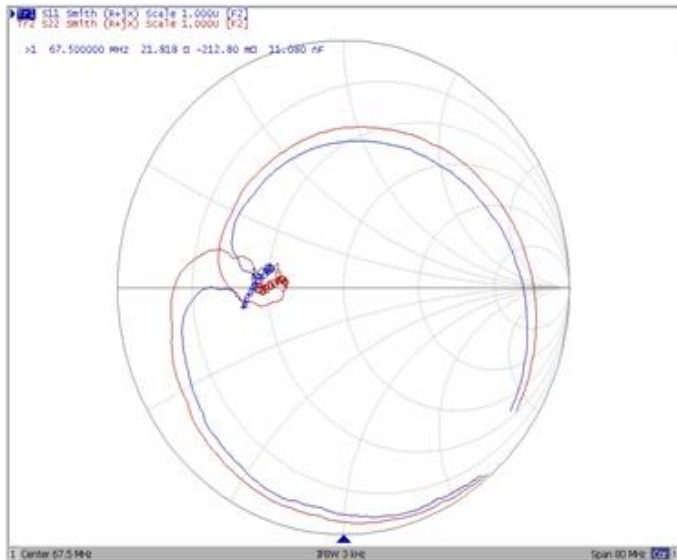 Tr1 S11 Smith (R+jX) Scale 1.000U [F2]
Tr2 S22 Smith (R+jX) Scale 1.000U [F2]
>1 67.500000 MHz 21.818 Ω -212.80 mΩ 11.080 nF
1 Center 67.5 MHz IFBW 3 kHz Span 80 MHz Cor !